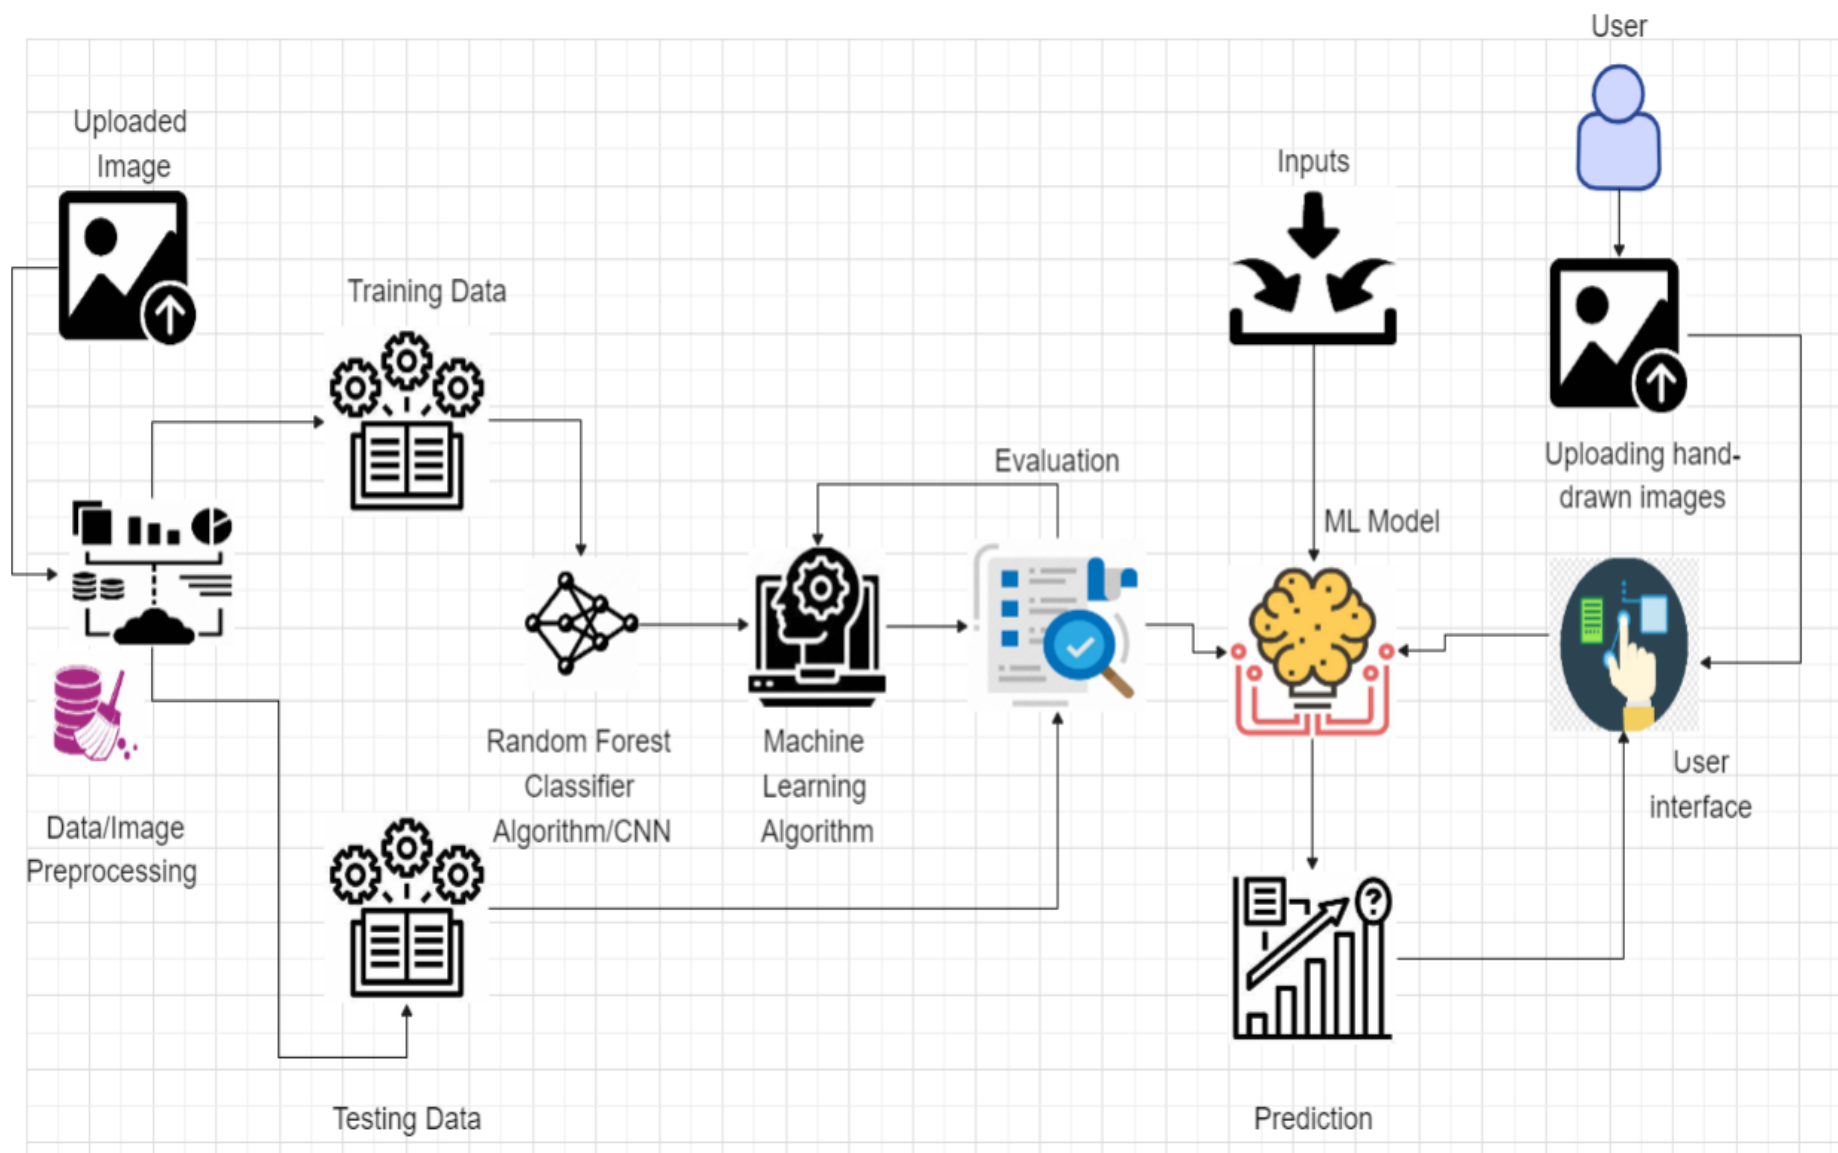 User
Uploaded
Image
Inputs
Training Data
Evaluation
Uploading hand-
drawn images
ML Model
Random Forest
Classifier
Algorithm/CNN
Machine
Learning
Algorithm
User
interface
Data/Image
Preprocessing
?
Testing Data
Prediction